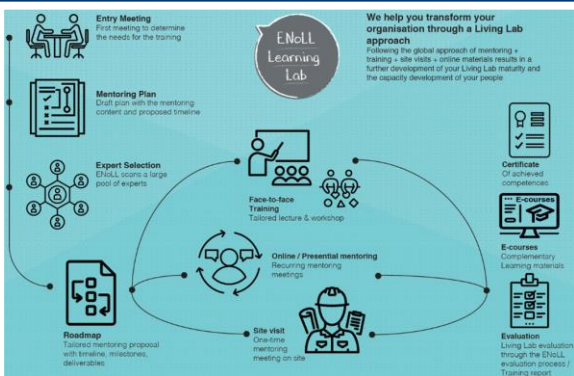 Entry Meeting
First meeting to determine
the needs for the training
Mentoring Plan
Draft plan with the mentoring
content and proposed timeline
Expert Selection
ENoLL scans a large
pool of experts
Roadmap
Tailored mentoring proposal
with timeline, milestones,
deliverables
ENoLL
Learning
Lab
We help you transform your
organisation through a Living Lab
approach
Following the global approach of mentoring +
training + site visits + online materials results in a
further development of your Living Lab maturity and
the capacity development of your people
Face-to-face
Training
Tailored lecture & workshop
Online / Presential mentoring
Recurring mentoring
meetings
Site visit
One-time
mentoring
meeting on site
Certificate
Of achieved
competences
E-courses
E-courses
Complementary
Learning materials
Evaluation
Living Lab evaluation
through the ENoLL
evaluation process /
Training report